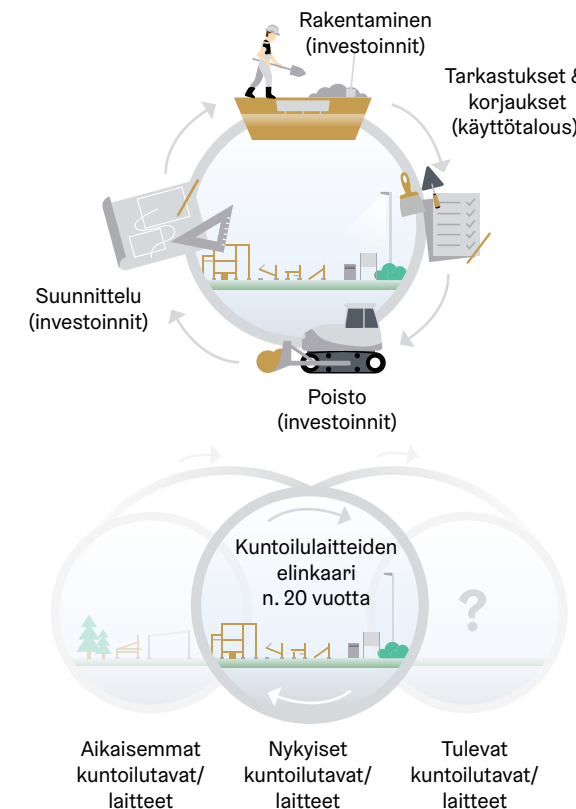 Rakentaminen
(investoinnit)
Tarkastukset &
korjaukset
(käyttötalous)
Suunnittelu
(investoinnit)
Poisto
(investoinnit)
Kuntoilulaitteiden
elinkaari
n. 20 vuotta
?
Aikaisemmat
kuntoilutavat/
laitteet
Nykyiset
kuntoilutavat/
laitteet
Tulevat
kuntoilutavat/
laitteet